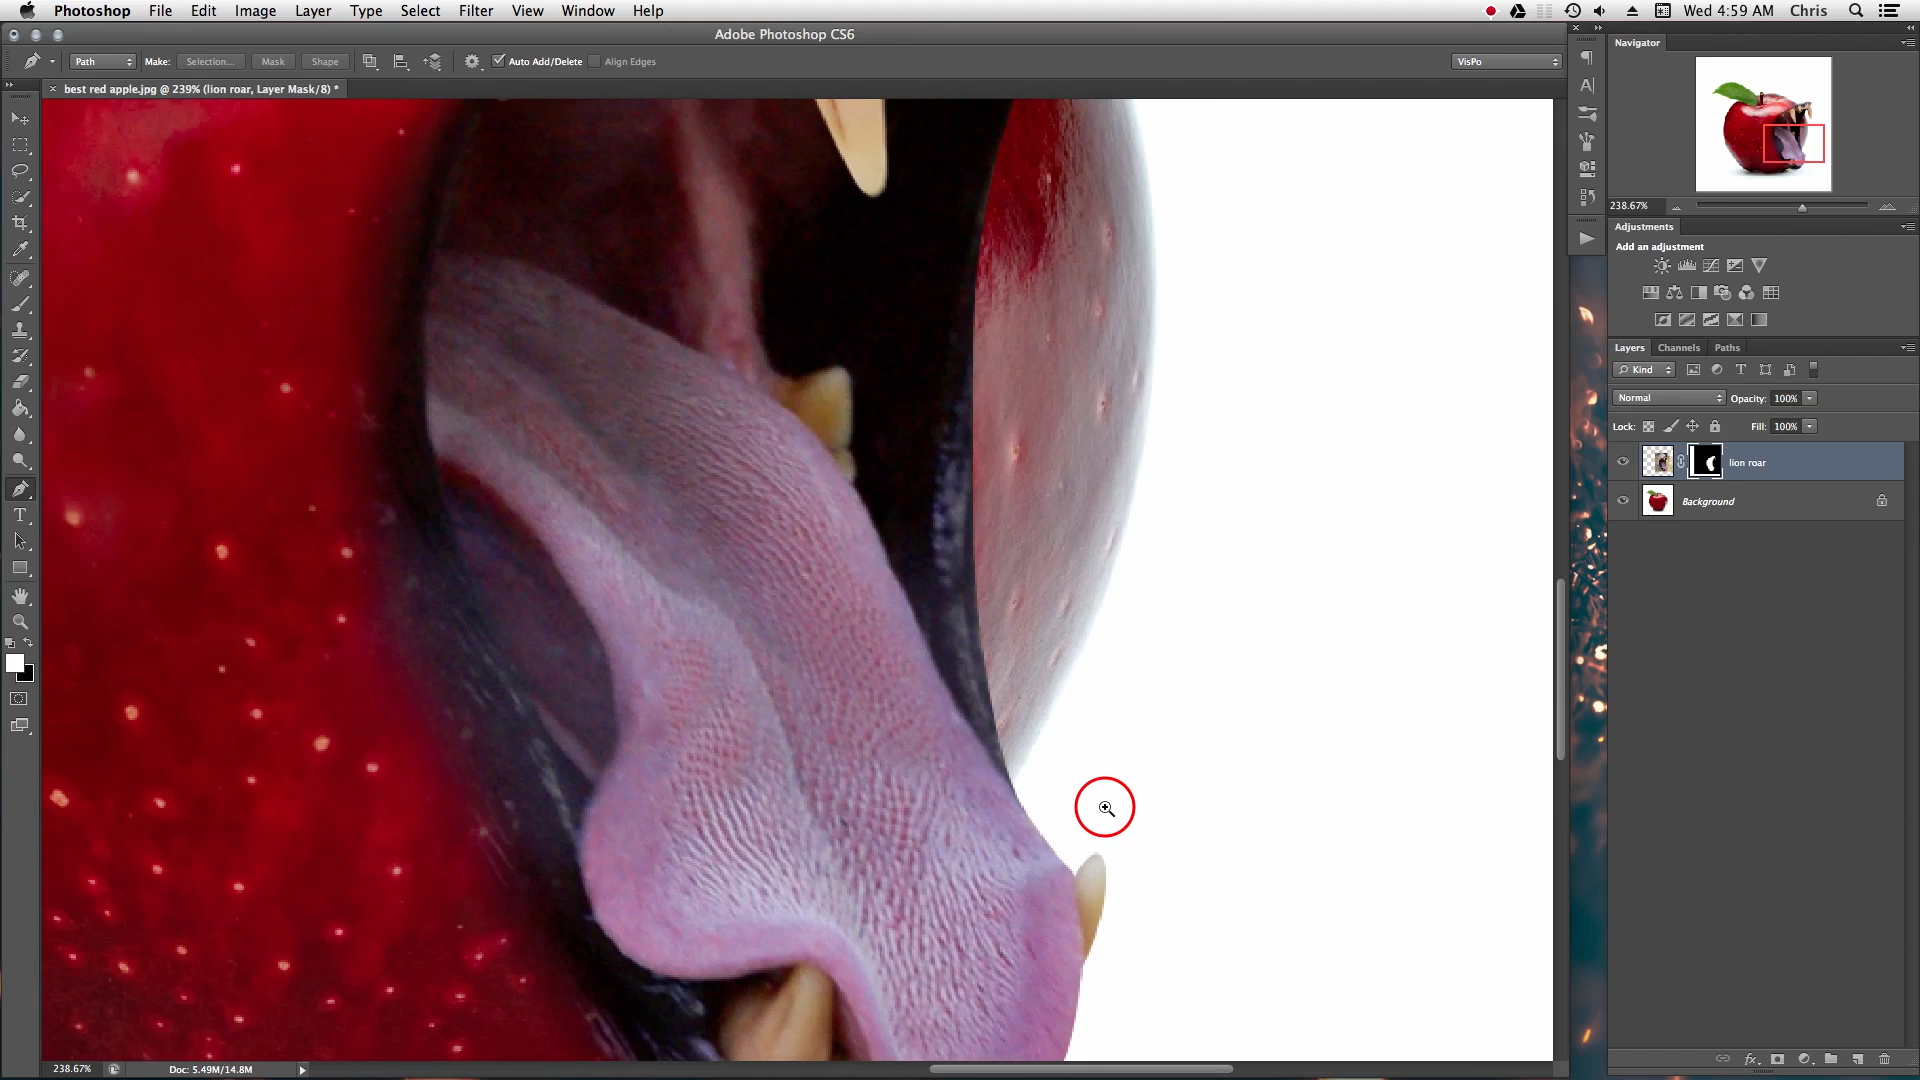 Photoshop File Edit Image Layer Type Select Filter View Window Help Wed 4:59 AM Chris
Adobe Photoshop CS6
Path Make: Selection... Mask Shape Auto Add/Delete Align Edges VisPo
best red apple.jpg @ 239% (lion roar, Layer Mask/8) *
Navigator
238.67%
Adjustments
Add an adjustment
Layers Channels Paths
Kind
Normal Opacity: 100%
Lock: Fill: 100%
lion roar
Background
238.67% Doc: 5.49M/14.8M